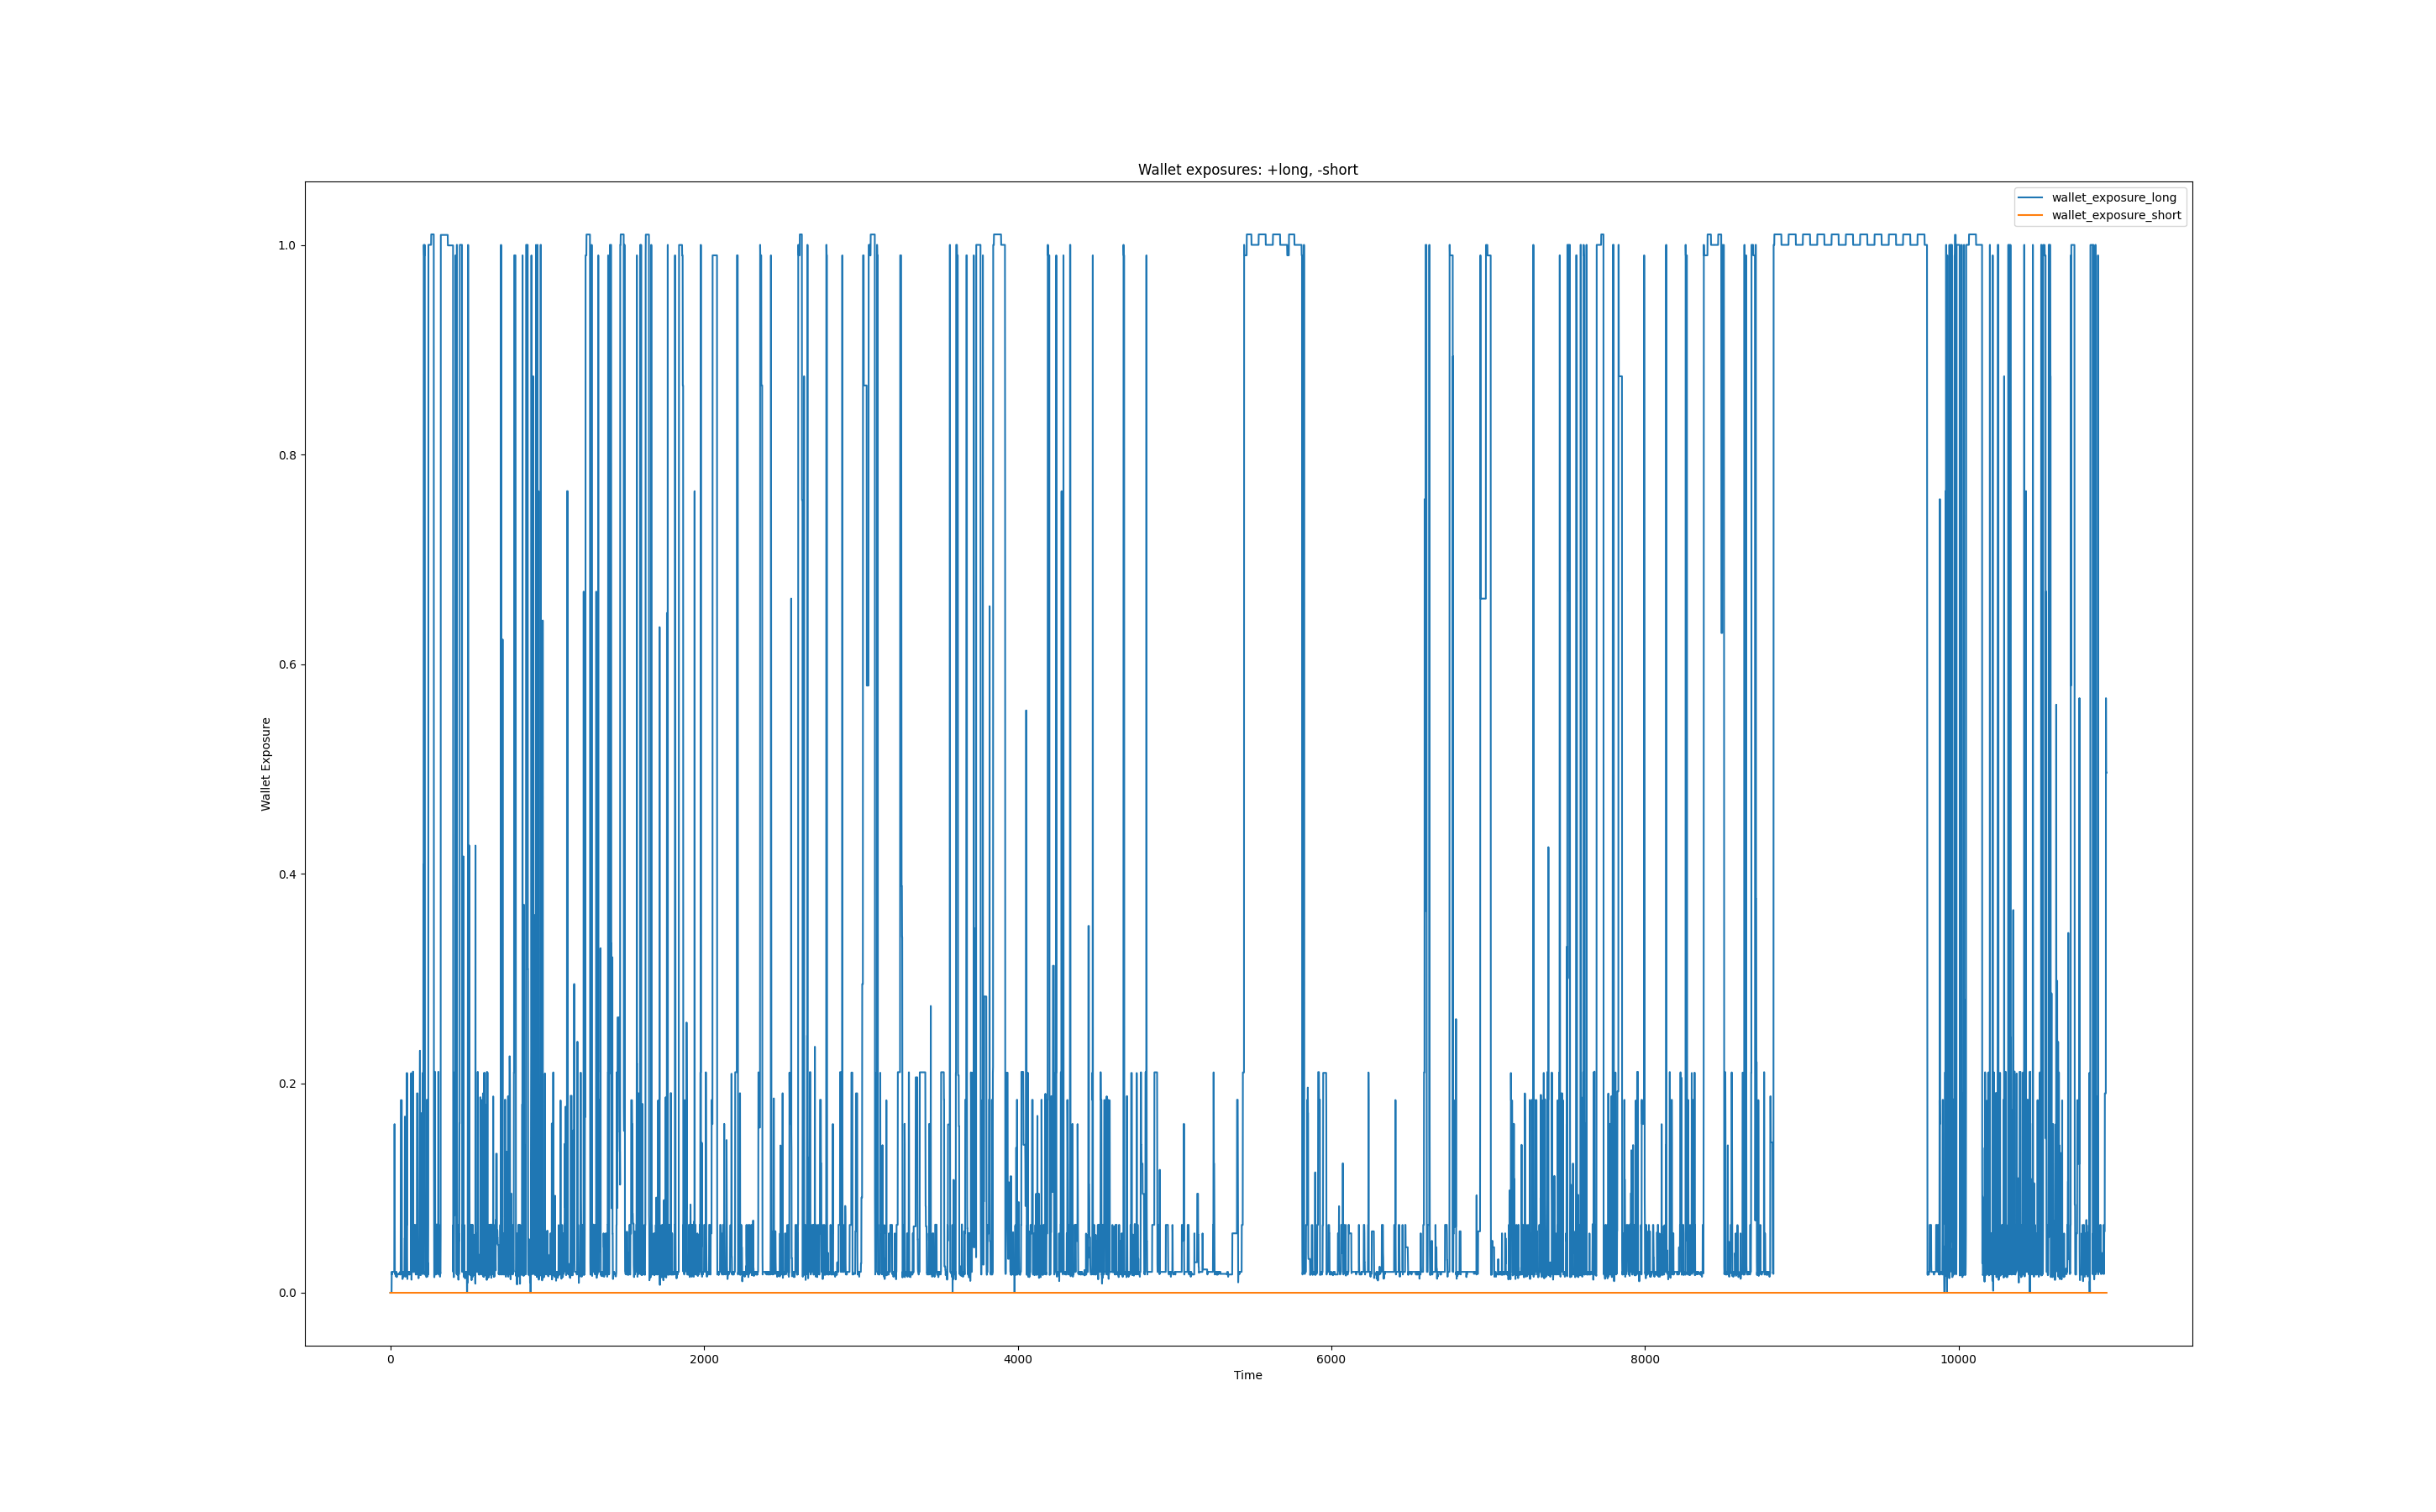 Wallet exposures: +long, -short
wallet_exposure_long
wallet_exposure_short
1.0
0.8
0.6
0.4
0.2
0.0
Wallet Exposure
0 2000 4000 6000 8000 10000
Time